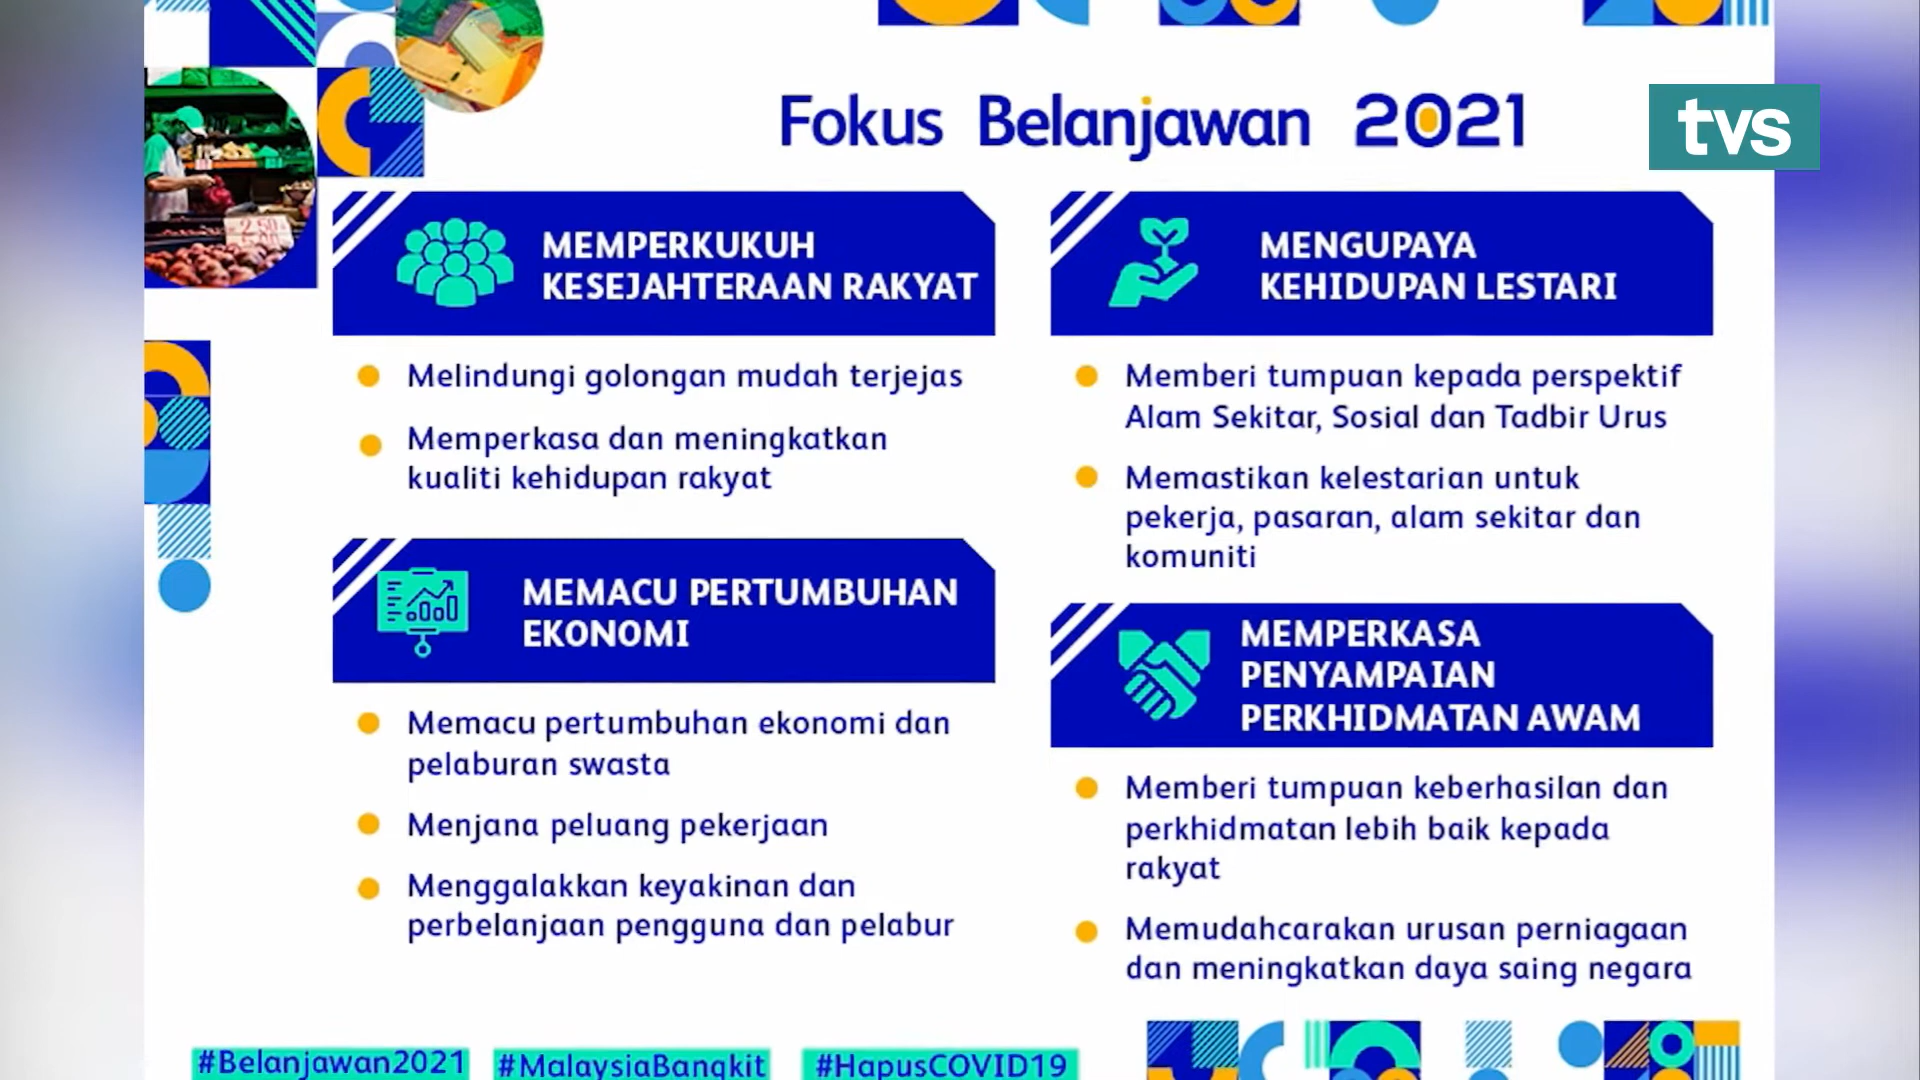 Fokus Belanjawan 2021
tvs
MEMPERKUKUH
KESEJAHTERAAN RAKYAT
Melindungi golongan mudah terjejas
Memperkasa dan meningkatkan
kualiti kehidupan rakyat
MEMACU PERTUMBUHAN
EKONOMI
Memacu pertumbuhan ekonomi dan
pelaburan swasta
Menjana peluang pekerjaan
Menggalakkan keyakinan dan
perbelanjaan pengguna dan pelabur
MENGUPAYA
KEHIDUPAN LESTARI
Memberi tumpuan kepada perspektif
Alam Sekitar, Sosial dan Tadbir Urus
Memastikan kelestarian untuk
pekerja, pasaran, alam sekitar dan
komuniti
MEMPERKASA
PENYAMPAIAN
PERKHIDMATAN AWAM
Memberi tumpuan keberhasilan dan
perkhidmatan lebih baik kepada
rakyat
Memudahcarakan urusan perniagaan
dan meningkatkan daya saing negara
#Belanjawan2021 #MalaysiaBangkit #HapusCOVID19